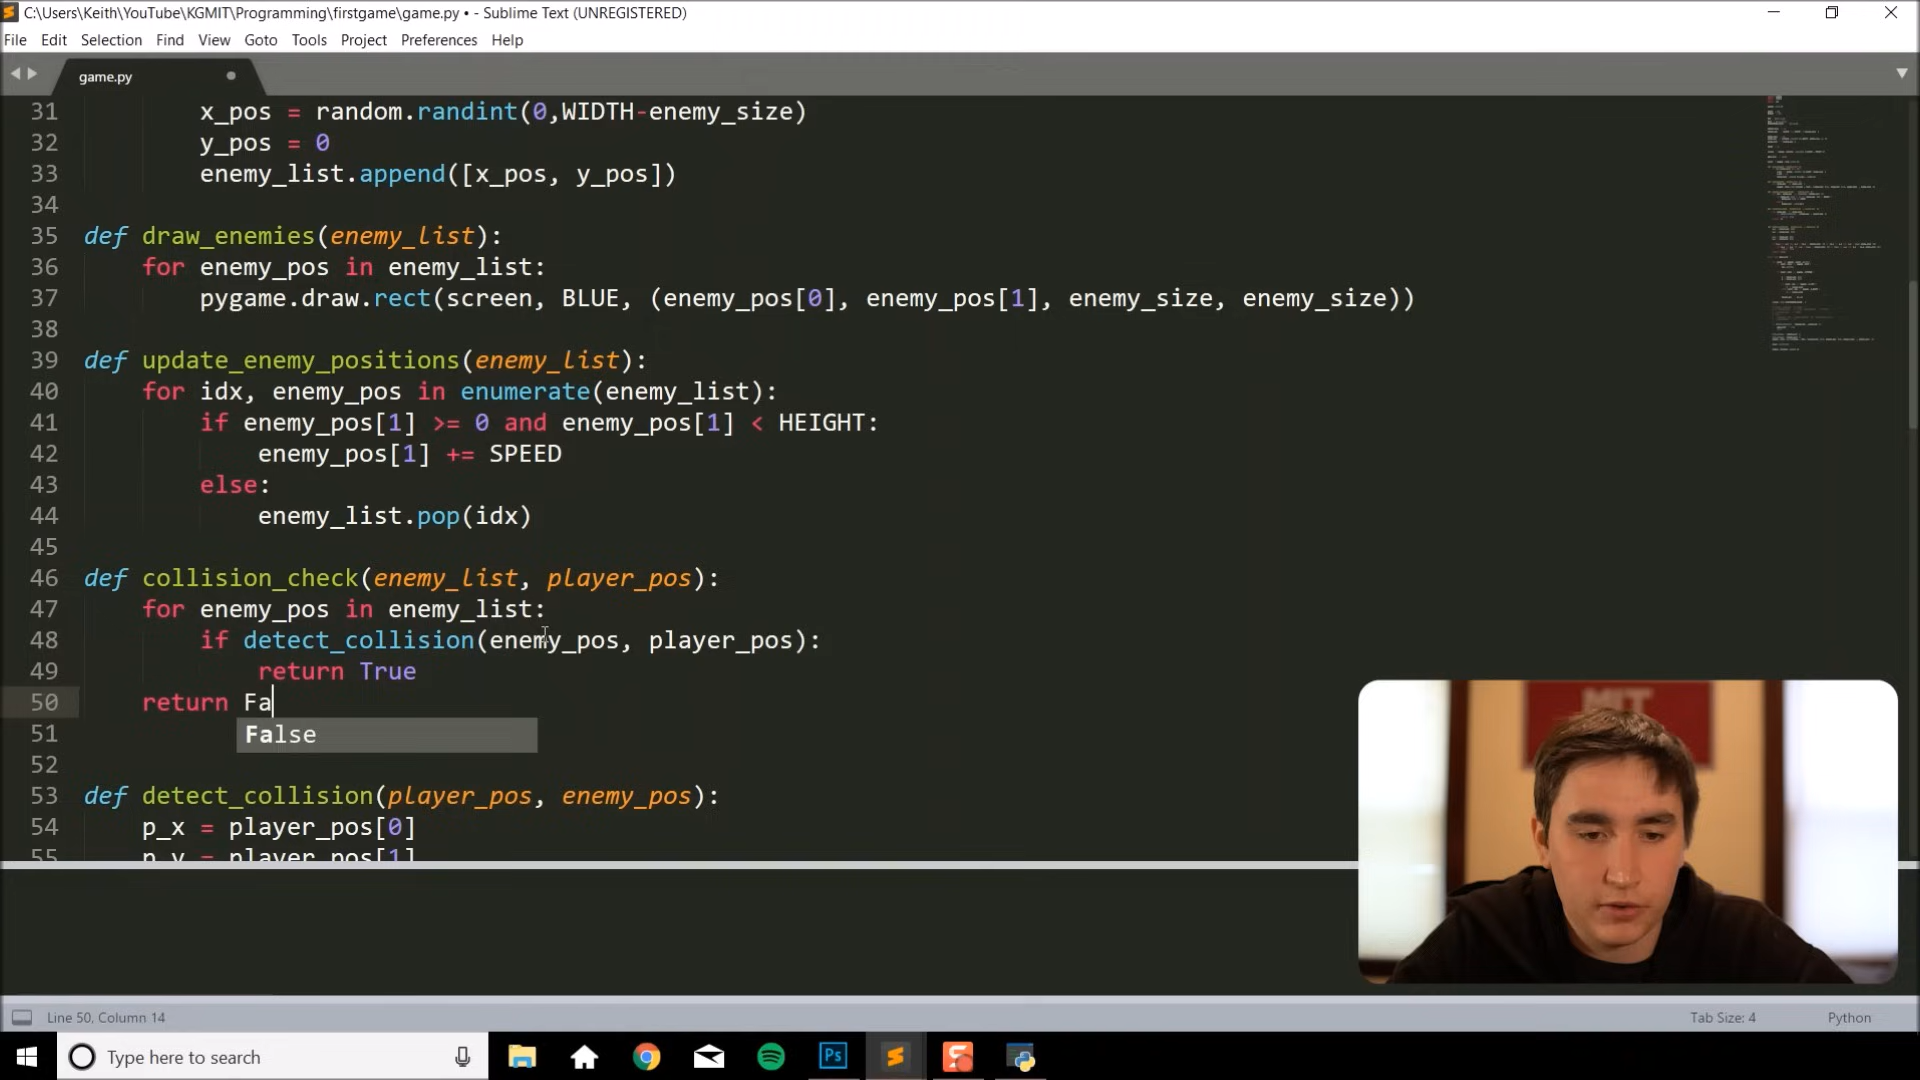 C:\Users\Keith\YouTube\KGMIT\Programming\firstgame\game.py • - Sublime Text (UNREGISTERED)
File Edit Selection Find View Goto Tools Project Preferences Help
game.py
31 x_pos = random.randint(0,WIDTH-enemy_size)
32 y_pos = 0
33 enemy_list.append([x_pos, y_pos])
34
35 def draw_enemies(enemy_list):
36 for enemy_pos in enemy_list:
37 pygame.draw.rect(screen, BLUE, (enemy_pos[0], enemy_pos[1], enemy_size, enemy_size))
38
39 def update_enemy_positions(enemy_list):
40 for idx, enemy_pos in enumerate(enemy_list):
41 if enemy_pos[1] >= 0 and enemy_pos[1] < HEIGHT:
42 enemy_pos[1] += SPEED
43 else:
44 enemy_list.pop(idx)
45
46 def collision_check(enemy_list, player_pos):
47 for enemy_pos in enemy_list:
48 if detect_collision(enemy_pos, player_pos):
49 return True
50 return Fa
51 False
52
53 def detect_collision(player_pos, enemy_pos):
54 p_x = player_pos[0]
55 p_y = player_pos[1]
MIT
Line 50, Column 14 Tab Size: 4 Python
Type here to search Ps